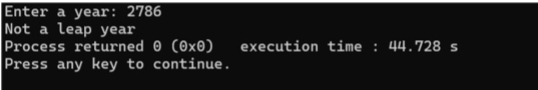 Enter a year: 2786
Not a leap year
Process returned 0 (0x0)   execution time : 44.728 s
Press any key to continue.